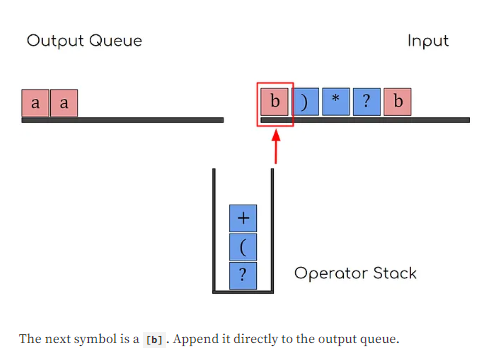 Output Queue Input
a a b ) * ? b
+
(
?
Operator Stack
The next symbol is a [b]. Append it directly to the output queue.